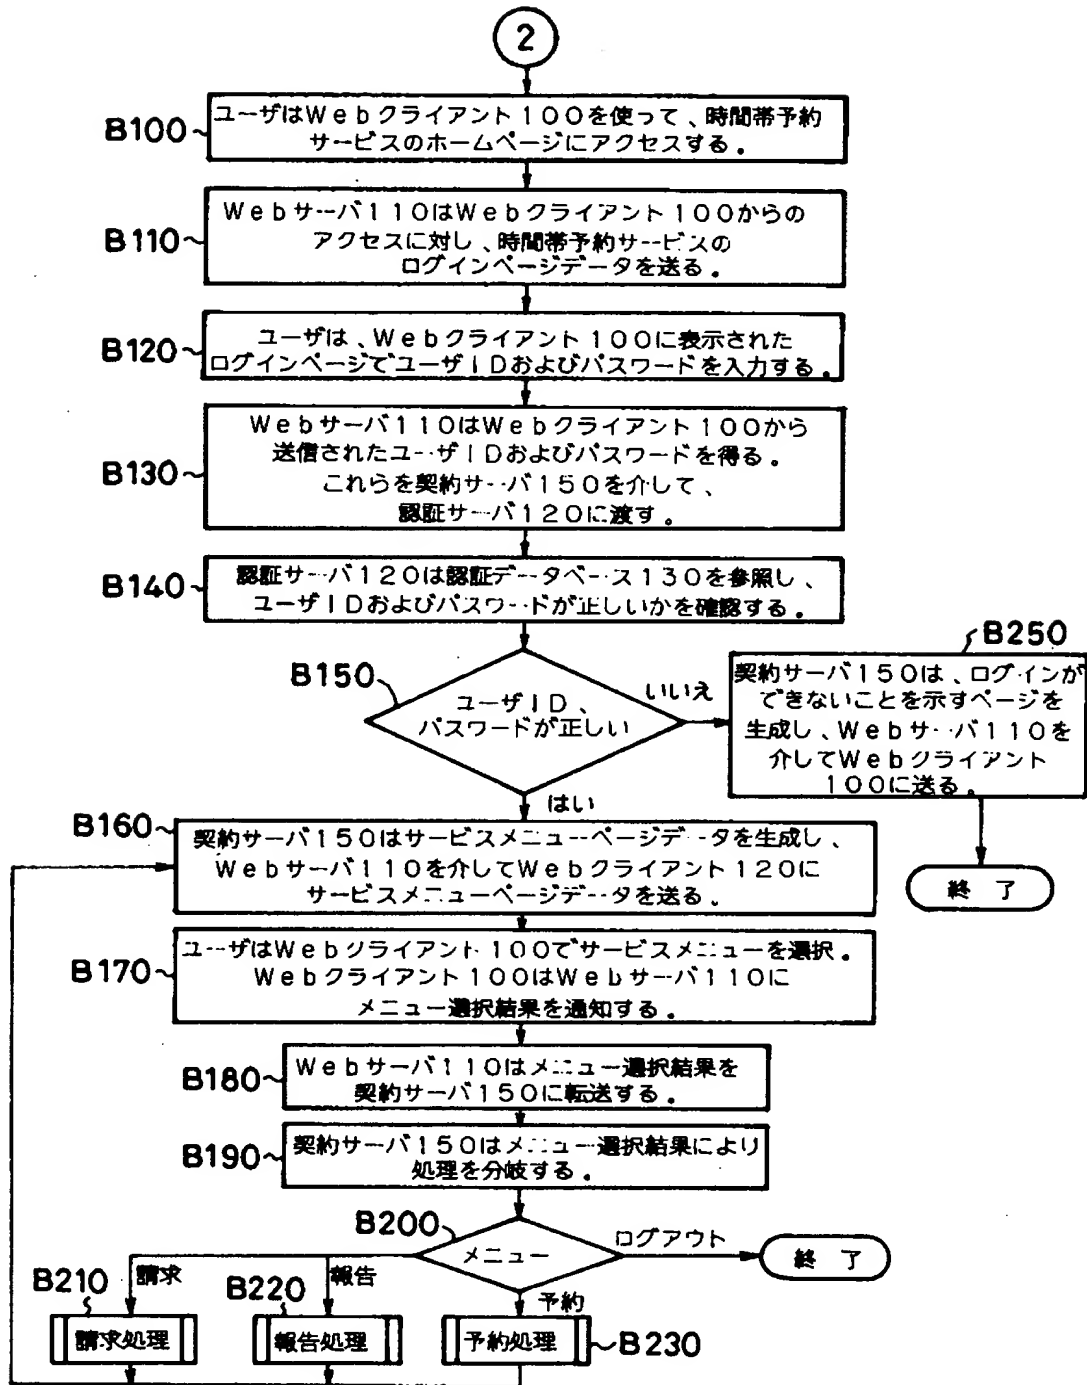 2
B100
ユーザはWebクライアント100を使って、時間帯予約
サービスのホームページにアクセスする.
B110
Webサーバ110はWebクライアント100からの
アクセスに対し、時間帯予約サービスの
ログインページデータを送る.
B120
ユーザは、Webクライアント100に表示された
ログインページでユーザIDおよびパスワードを入力する.
B130
Webサーバ110はWebクライアント100から
送信されたユーザIDおよびパスワードを得る.
これらを契約サーバ150を介して、
認証サーバ120に渡す.
B140
認証サーバ120は認証データベース130を参照し、
ユーザIDおよびパスワードが正しいかを確認する.
B150
ユーザID、
パスワードが正しい
いいえ
はい
B250
契約サーバ150は、ログインが
できないことを示すページを
生成し、Webサーバ110を
介してWebクライアント
100に送る.
終了
B160
契約サーバ150はサービスメニューページデータを生成し、
Webサーバ110を介してWebクライアント120に
サービスメニューページデータを送る.
B170
ユーザはWebクライアント100でサービスメニューを選択.
Webクライアント100はWebサーバ110に
メニュー選択結果を通知する.
B180
Webサーバ110はメニュー選択結果を
契約サーバ150に転送する.
B190
契約サーバ150はメニュー選択結果により
処理を分岐する.
B200
メニュー
ログアウト
終了
請求
報告
予約
B210
請求処理
B220
報告処理
予約処理
B230